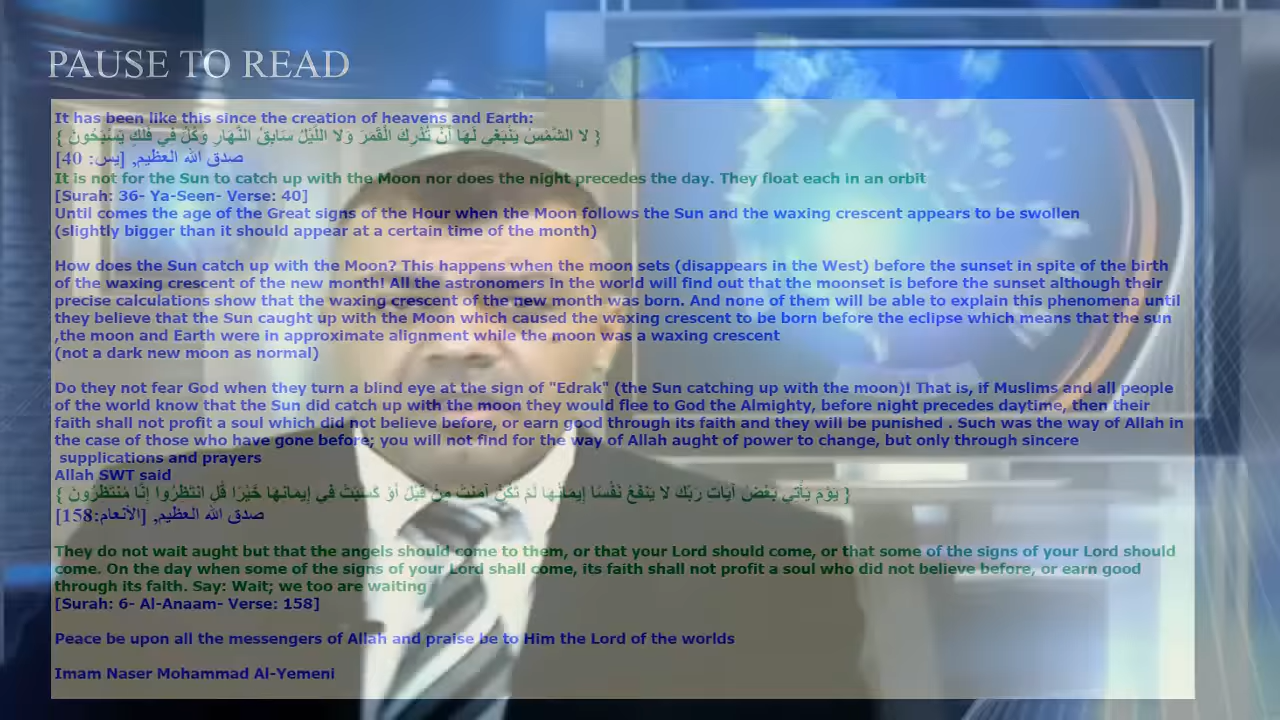 PAUSE TO READ
It has been like this since the creation of heavens and Earth:
{ لا الشَّمْسُ يَنْبَغِي لَهَا أَنْ تُدْرِكَ الْقَمَرَ وَلا اللَّيْلُ سَابِقُ النَّهَارِ وَكُلٌّ فِي فَلَكٍ يَسْبَحُونَ }
صدق الله العظيم, [يس: 40]
It is not for the Sun to catch up with the Moon nor does the night precedes the day. They float each in an orbit
[Surah: 36- Ya-Seen- Verse: 40]
Until comes the age of the Great signs of the Hour when the Moon follows the Sun and the waxing crescent appears to be swollen
(slightly bigger than it should appear at a certain time of the month)
How does the Sun catch up with the Moon? This happens when the moon sets (disappears in the West) before the sunset in spite of the birth
of the waxing crescent of the new month! All the astronomers in the world will find out that the moonset is before the sunset although their
precise calculations show that the waxing crescent of the new month was born. And none of them will be able to explain this phenomena until
they believe that the Sun caught up with the Moon which caused the waxing crescent to be born before the eclipse which means that the sun
,the moon and Earth were in approximate alignment while the moon was a waxing crescent
(not a dark new moon as normal)
Do they not fear God when they turn a blind eye at the sign of "Edrak" (the Sun catching up with the moon)! That is, if Muslims and all people
of the world know that the Sun did catch up with the moon they would flee to God the Almighty, before night precedes daytime, then their
faith shall not profit a soul which did not believe before, or earn good through its faith and they will be punished . Such was the way of Allah in
the case of those who have gone before; you will not find for the way of Allah aught of power to change, but only through sincere
supplications and prayers
Allah SWT said
{ يَوْمَ يَأْتِي بَعْضُ آيَاتِ رَبِّكَ لا يَنْفَعُ نَفْسًا إِيمَانُهَا لَمْ تَكُنْ آمَنَتْ مِنْ قَبْلُ أَوْ كَسَبَتْ فِي إِيمَانِهَا خَيْرًا قُلِ انْتَظِرُوا إِنَّا مُنْتَظِرُونَ }
صدق الله العظيم, [الأنعام:158]
They do not wait aught but that the angels should come to them, or that your Lord should come, or that some of the signs of your Lord should
come. On the day when some of the signs of your Lord shall come, its faith shall not profit a soul who did not believe before, or earn good
through its faith. Say: Wait; we too are waiting
[Surah: 6- Al-Anaam- Verse: 158]
Peace be upon all the messengers of Allah and praise be to Him the Lord of the worlds
Imam Naser Mohammad Al-Yemeni